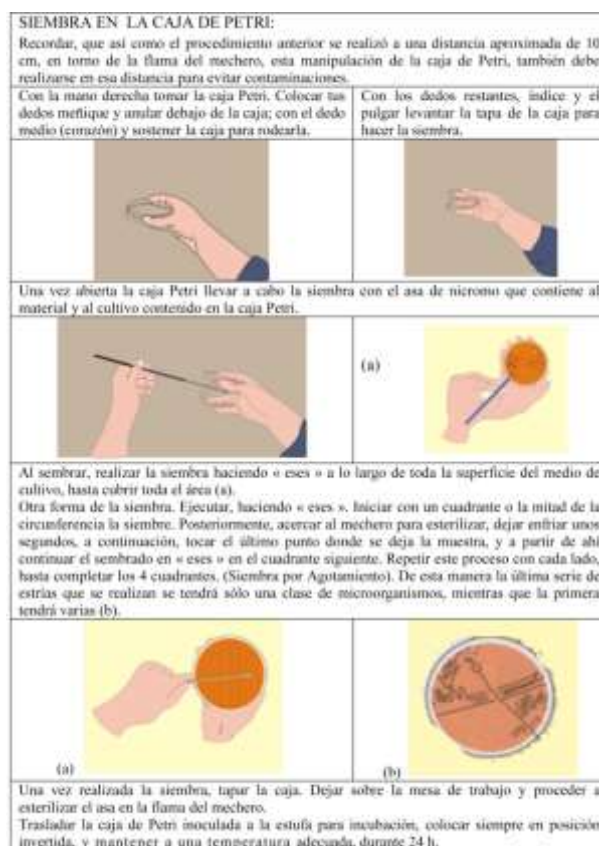 SIEMBRA EN LA CAJA DE PETRI:
Recordar, que así como el procedimiento anterior se realizó a una distancia aproximada de 10
cm, en torno de la flama del mechero, esta manipulación de la caja de Petri, también debe
realizarse en esa distancia para evitar contaminaciones.
Con la mano derecha tomar la caja Petri. Colocar tus
dedos meñique y anular debajo de la caja; con el dedo
medio (corazón) y sostener la caja para rodearla.
Con los dedos restantes, índice y el
pulgar levantar la tapa de la caja para
hacer la siembra.
Una vez abierta la caja Petri llevar a cabo la siembra con el asa de nicromo que contiene al
material y al cultivo contenido en la caja Petri.
(a)
Al sembrar, realizar la siembra haciendo « eses » a lo largo de toda la superficie del medio de
cultivo, hasta cubrir toda el área (a).
Otra forma de la siembra. Ejecutar, haciendo « eses ». Iniciar con un cuadrante o la mitad de la
circunferencia la siembra. Posteriormente, acercar al mechero para esterilizar, dejar enfriar unos
segundos, a continuación, tocar el último punto donde se deja la muestra, y a partir de ahí
continuar el sembrado en « eses » en el cuadrante siguiente. Repetir este proceso con cada lado,
hasta completar los 4 cuadrantes. (Siembra por Agotamiento). De esta manera la última serie de
estrías que se realizan se tendrá sólo una clase de microorganismos, mientras que la primera
tendrá varias (b).
(a)
(b)
Una vez realizada la siembra, tapar la caja. Dejar sobre la mesa de trabajo y proceder a
esterilizar el asa en la flama del mechero.
Trasladar la caja de Petri inoculada a la estufa para incubación, colocar siempre en posición
invertida, y mantener a una temperatura adecuada, durante 24 h.